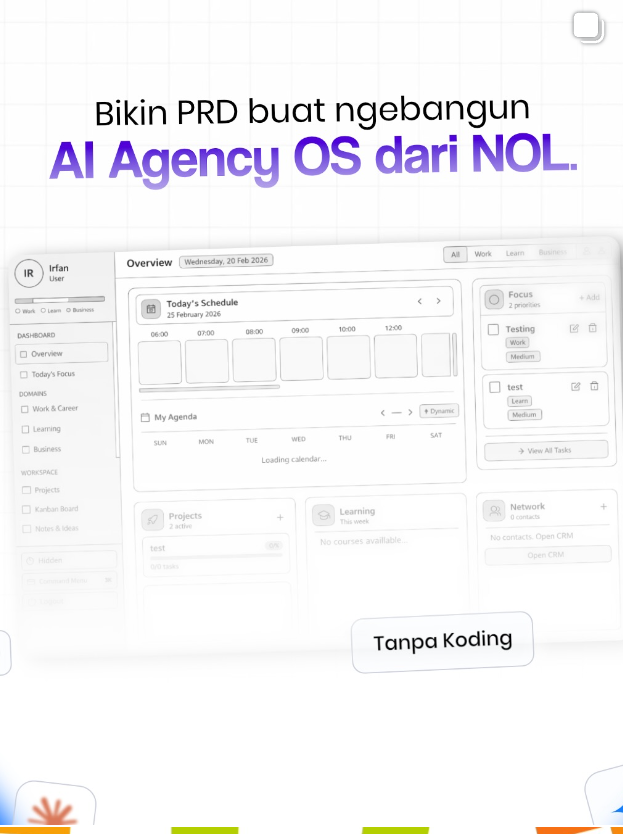 Bikin PRD buat ngebangun
AI Agency OS dari NOL.
IR
Irfan
User
Work Learn Business
DASHBOARD
Overview
Today's Focus
DOMAINS
Work & Career
Learning
Business
WORKSPACE
Projects
Kanban Board
Notes & Ideas
Hidden
Overview
Wednesday, 20 Feb 2026
All Work Learn Business
Today's Schedule
25 February 2026
06:00 07:00 08:00 09:00 10:00 12:00
My Agenda
Dynamic
SUN MON TUE WED THU FRI SAT
Loading calendar...
Focus
2 priorities
+ Add
Testing
Work
Medium
test
Learn
Medium
→ View All Tasks
Projects
2 active
+
test
Learning
This week
No courses availlable...
Network
0 contacts
+
No contacts. Open CRM
Open CRM
Tanpa Koding